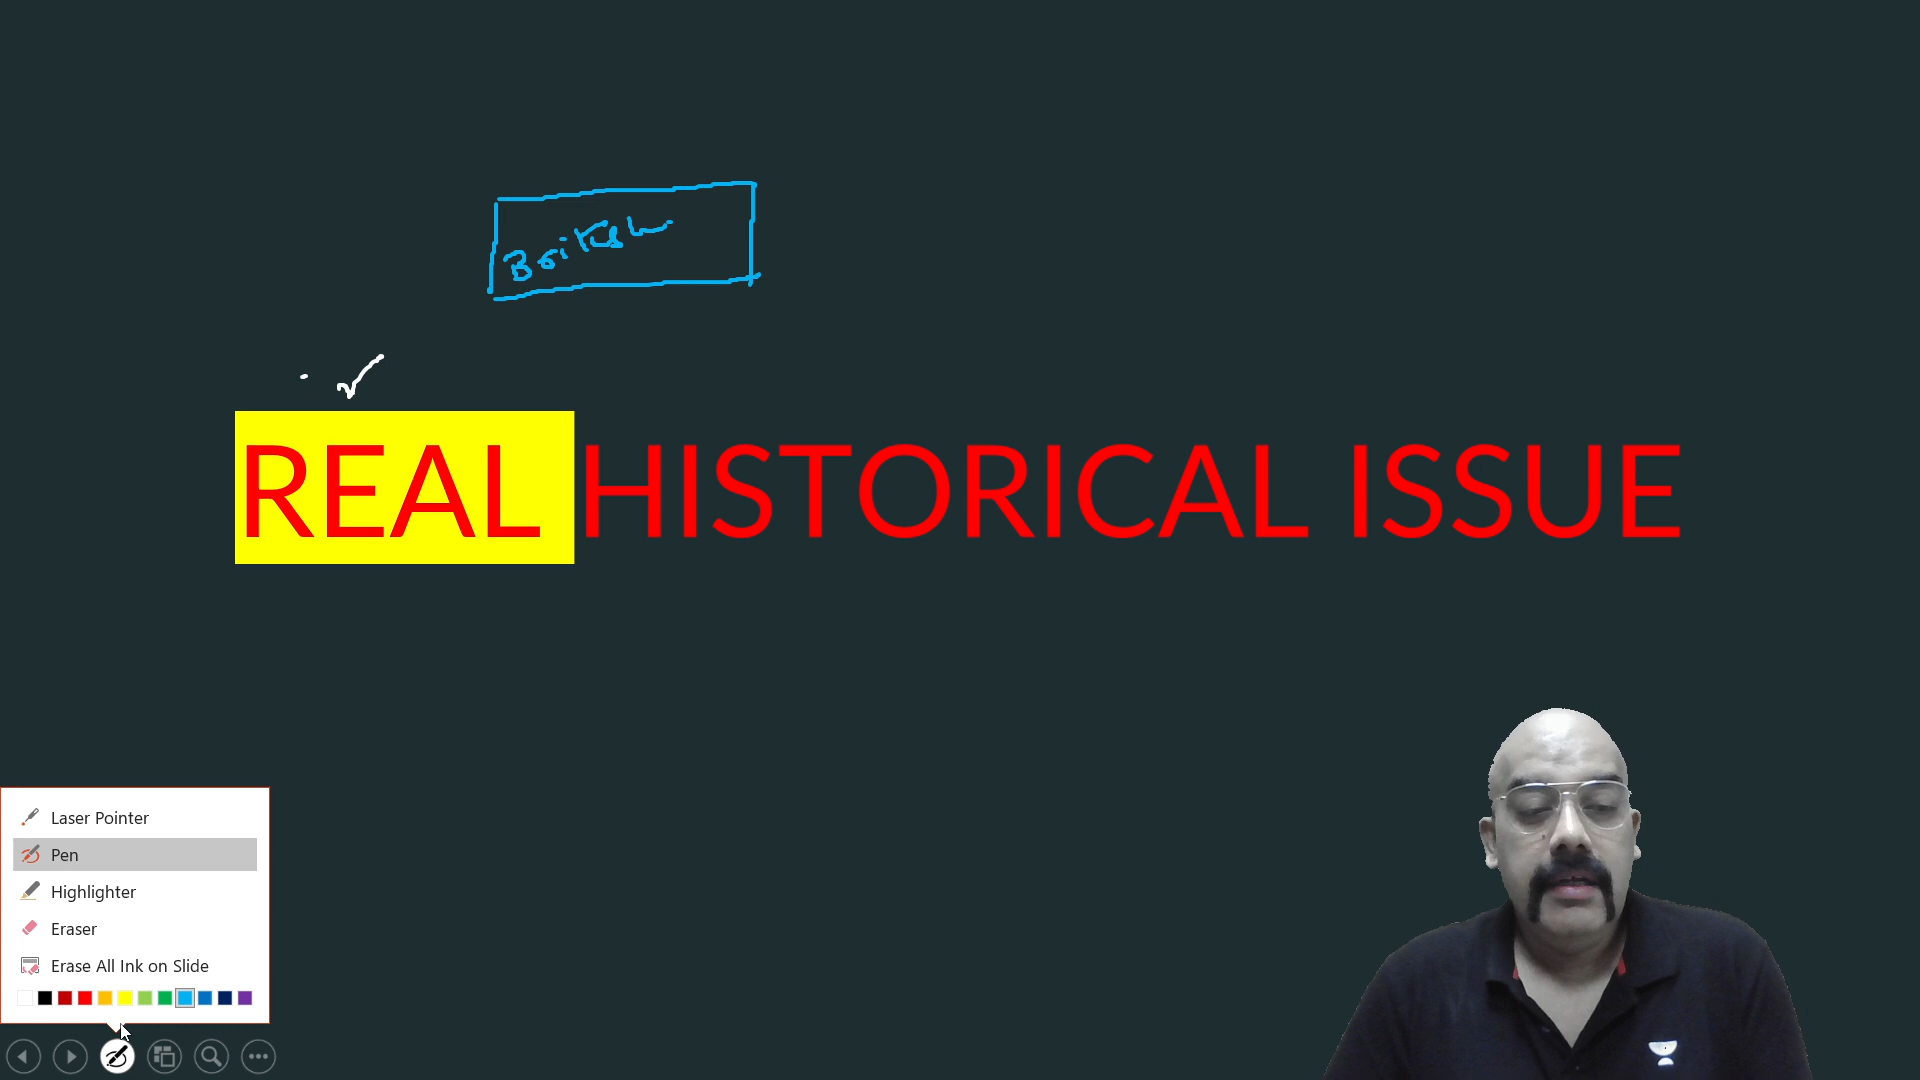 British
REAL HISTORICAL ISSUE
Laser Pointer
Pen
Highlighter
Eraser
Erase All Ink on Slide